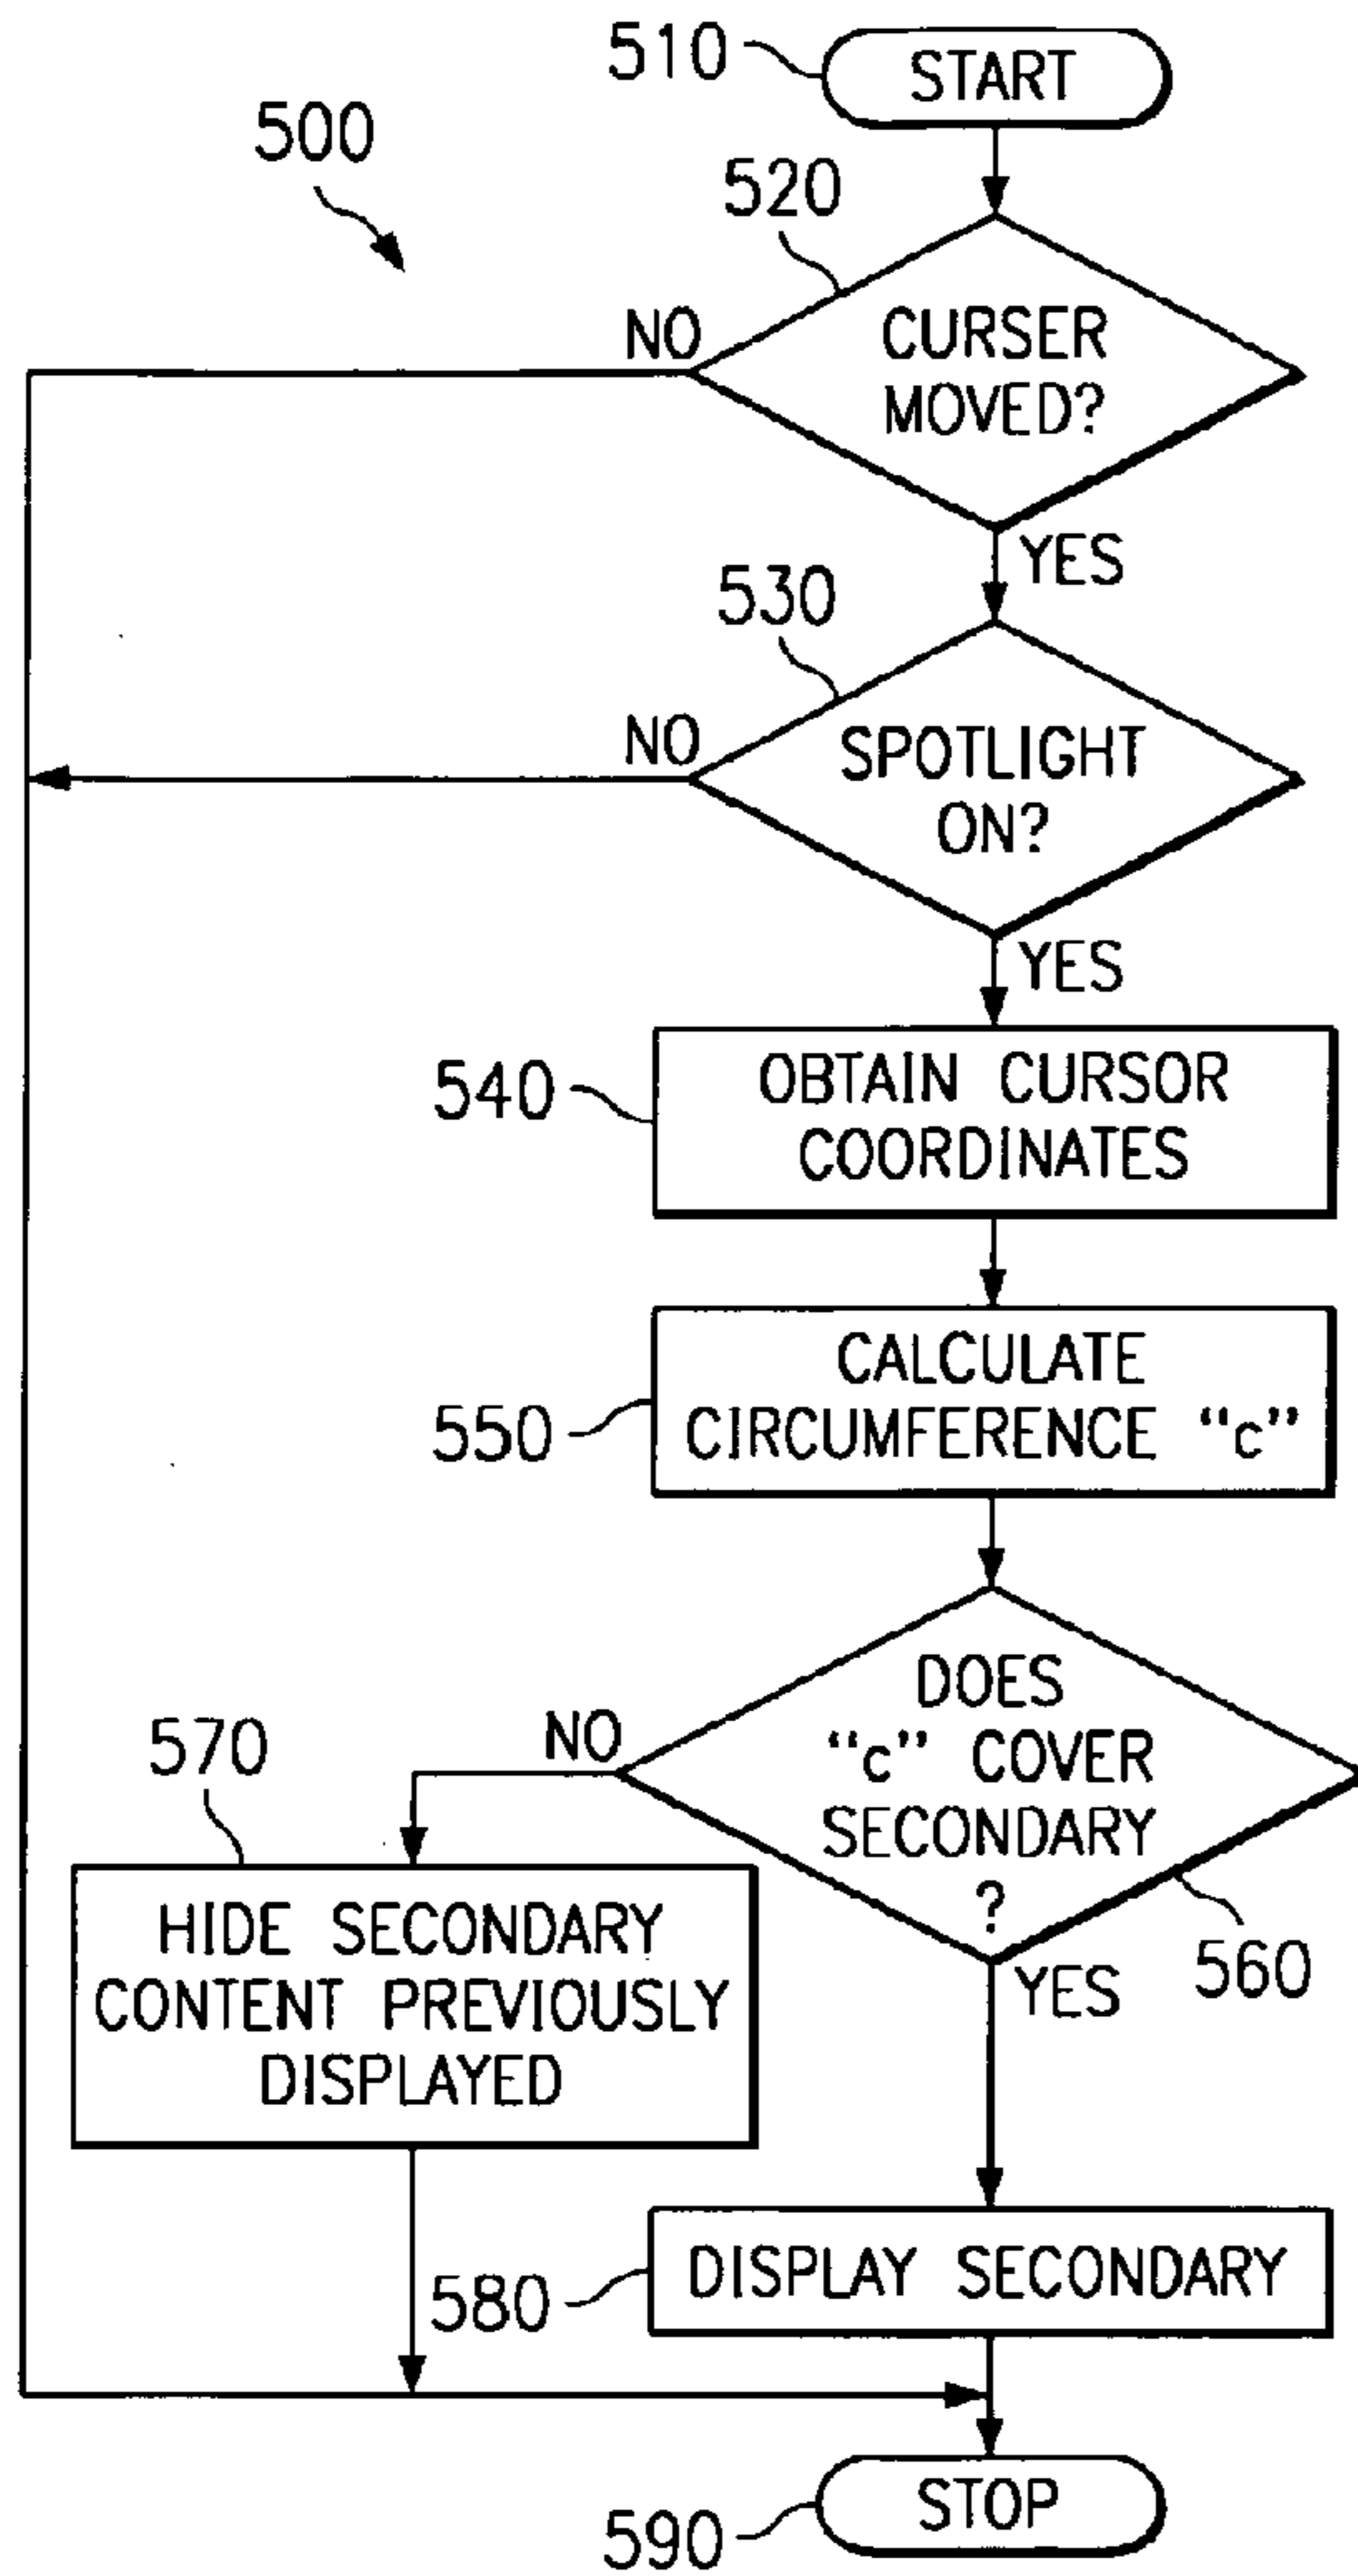 510
START
500
520
NO
CURSER
MOVED?
YES
530
NO
SPOTLIGHT
ON?
YES
540
OBTAIN CURSOR
COORDINATES
550
CALCULATE
CIRCUMFERENCE "c"
DOES
"c" COVER
SECONDARY
?
NO
570
560
YES
HIDE SECONDARY
CONTENT PREVIOUSLY
DISPLAYED
580
DISPLAY SECONDARY
590
STOP